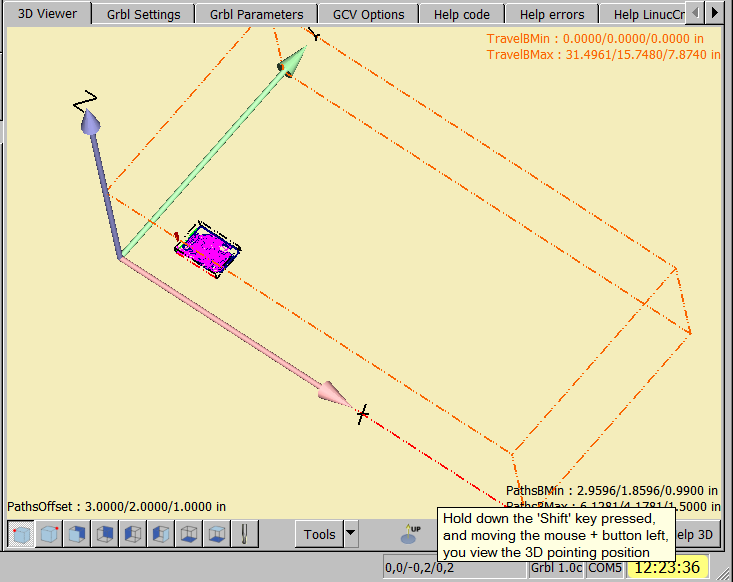 3D Viewer Grbl Settings Grbl Parameters GCV Options Help code Help errors Help LinucCr
Y
TravelBMin : 0.0000/0.0000/0.0000 in
TravelBMax : 31.4961/15.7480/7.8740 in
Z
X
PathsBMin : 2.9596/1.8596/0.9900 in
PathsOffset : 3.0000/2.0000/1.0000 in
PathsBMax : 6.1281/4.1781/1.5000 in
Hold down the 'Shift' key pressed,
and moving the mouse + button left,
you view the 3D pointing position
Tools UP elp 3D
0,0/-0,2/0,2 Grbl 1.0c COM5 12:23:36